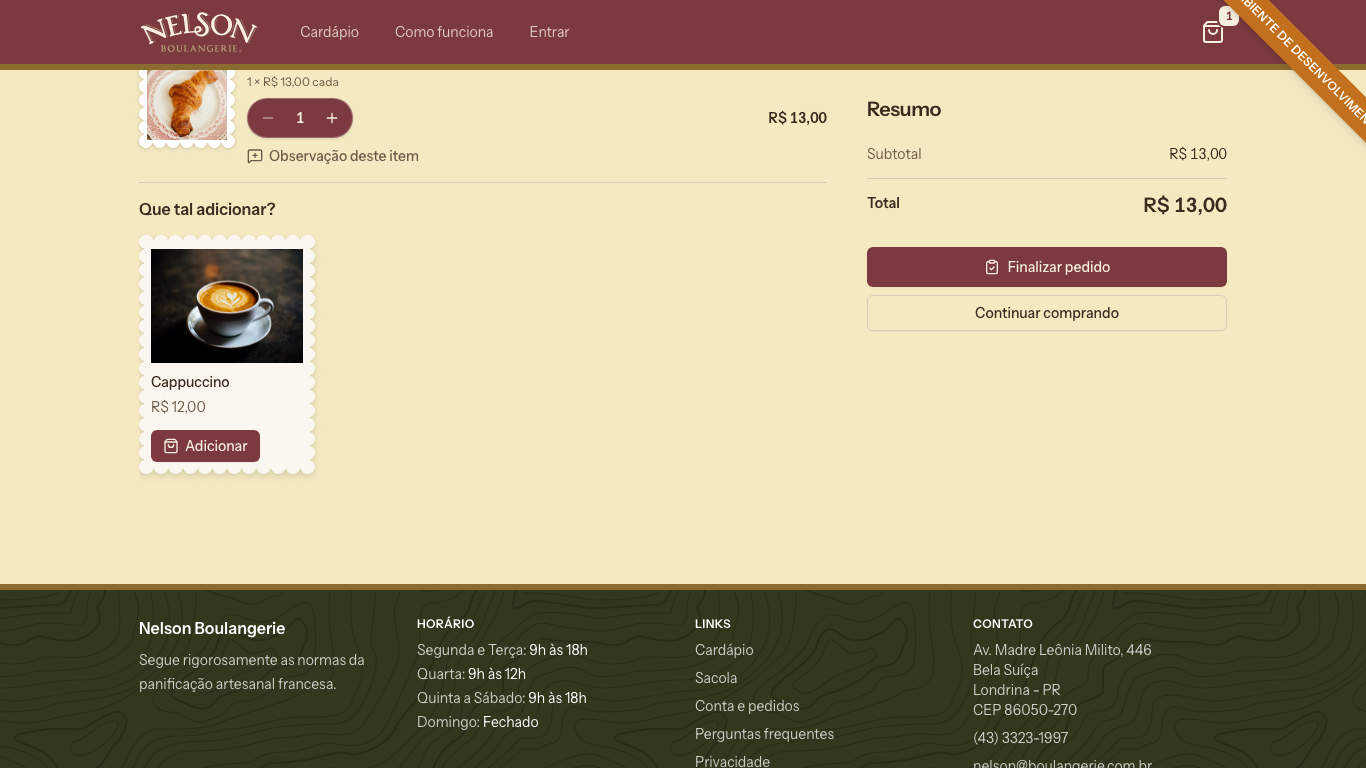 NELSON
BOULANGERIE.
Cardápio
Como funciona
Entrar
1
1 × R$ 13,00 cada
1
R$ 13,00
Observação deste item
Que tal adicionar?
Cappuccino
R$ 12,00
Adicionar
Resumo
Subtotal
R$ 13,00
Total
R$ 13,00
Finalizar pedido
Continuar comprando
Nelson Boulangerie
Segue rigorosamente as normas da
panificação artesanal francesa.
HORÁRIO
Segunda e Terça: 9h às 18h
Quarta: 9h às 12h
Quinta a Sábado: 9h às 18h
Domingo: Fechado
LINKS
Cardápio
Sacola
Conta e pedidos
Perguntas frequentes
Privacidade
CONTATO
Av. Madre Leônia Milito, 446
Bela Suíça
Londrina - PR
CEP 86050-270
(43) 3323-1997
nelson@boulangerie.com.br